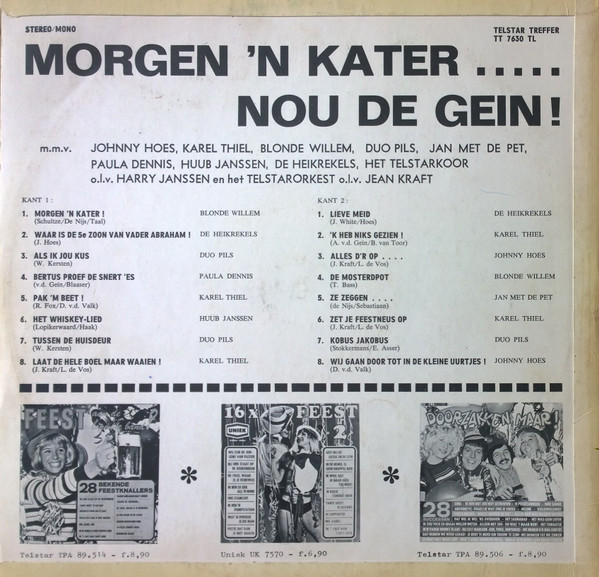 STEREO/MONO
TELSTAR TREFFER
TT 7630 TL
MORGEN 'N KATER .....
NOU DE GEIN!
m.m.v. JOHNNY HOES, KAREL THIEL, BLONDE WILLEM, DUO PILS, JAN MET DE PET,
PAULA DENNIS, HUUB JANSSEN, DE HEIKREKELS, HET TELSTARKOOR
o.l.v. HARRY JANSSEN en het TELSTARORKEST o.l.v. JEAN KRAFT
KANT 1:
1. MORGEN 'N KATER! BLONDE WILLEM
(Schultze/De Nijs/Taal)
2. WAAR IS DE 5e ZOON VAN VADER ABRAHAM! DE HEIKREKELS
(J. Hoes)
3. ALS IK JOU KUS DUO PILS
(W. Kersten)
4. BERTUS PROEF DE SNERT 'ES PAULA DENNIS
(v.d. Gein/Blaaser)
5. PAK 'M BEET! KAREL THIEL
(R. Fox/D. v.d. Valk)
6. HET WHISKEY-LIED HUUB JANSSEN
(Lopikerwaard/Haak)
7. TUSSEN DE HUISDEUR DUO PILS
(W. Kersten)
8. LAAT DE HELE BOEL MAAR WAAIEN! KAREL THIEL
(J. Kraft/L. de Vos)
KANT 2:
1. LIEVE MEID DE HEIKREKELS
(J. White/Hoes)
2. 'K HEB NIKS GEZIEN! KAREL THIEL
(A. v.d. Gein/B. van Toor)
3. ALLES D'R OP .... JOHNNY HOES
(J. Kraft/L. de Vos)
4. DE MOSTERDPOT BLONDE WILLEM
(T. Bass)
5. ZE ZEGGEN .... JAN MET DE PET
(de Nijs/Sebastiaan)
6. ZET JE FEESTNEUS OP KAREL THIEL
(J. Kraft/L. de Vos)
7. KOBUS JAKOBUS DUO PILS
(Stokkermans/E. Asser)
8. WIJ GAAN DOOR TOT IN DE KLEINE UURTJES! JOHNNY HOES
(D. v.d. Valk)
FEEST 2
28 BEKENDE
FEESTKNALLERS
16x FEEST
2
UNIEK
DOORZAKKEN MAAR!
28
SUCCESSEN
Telstar TPA 89.514 - f.8,90
Uniek UK 7570 - f.6,90
Telstar TPA 89.506 - f.8,90